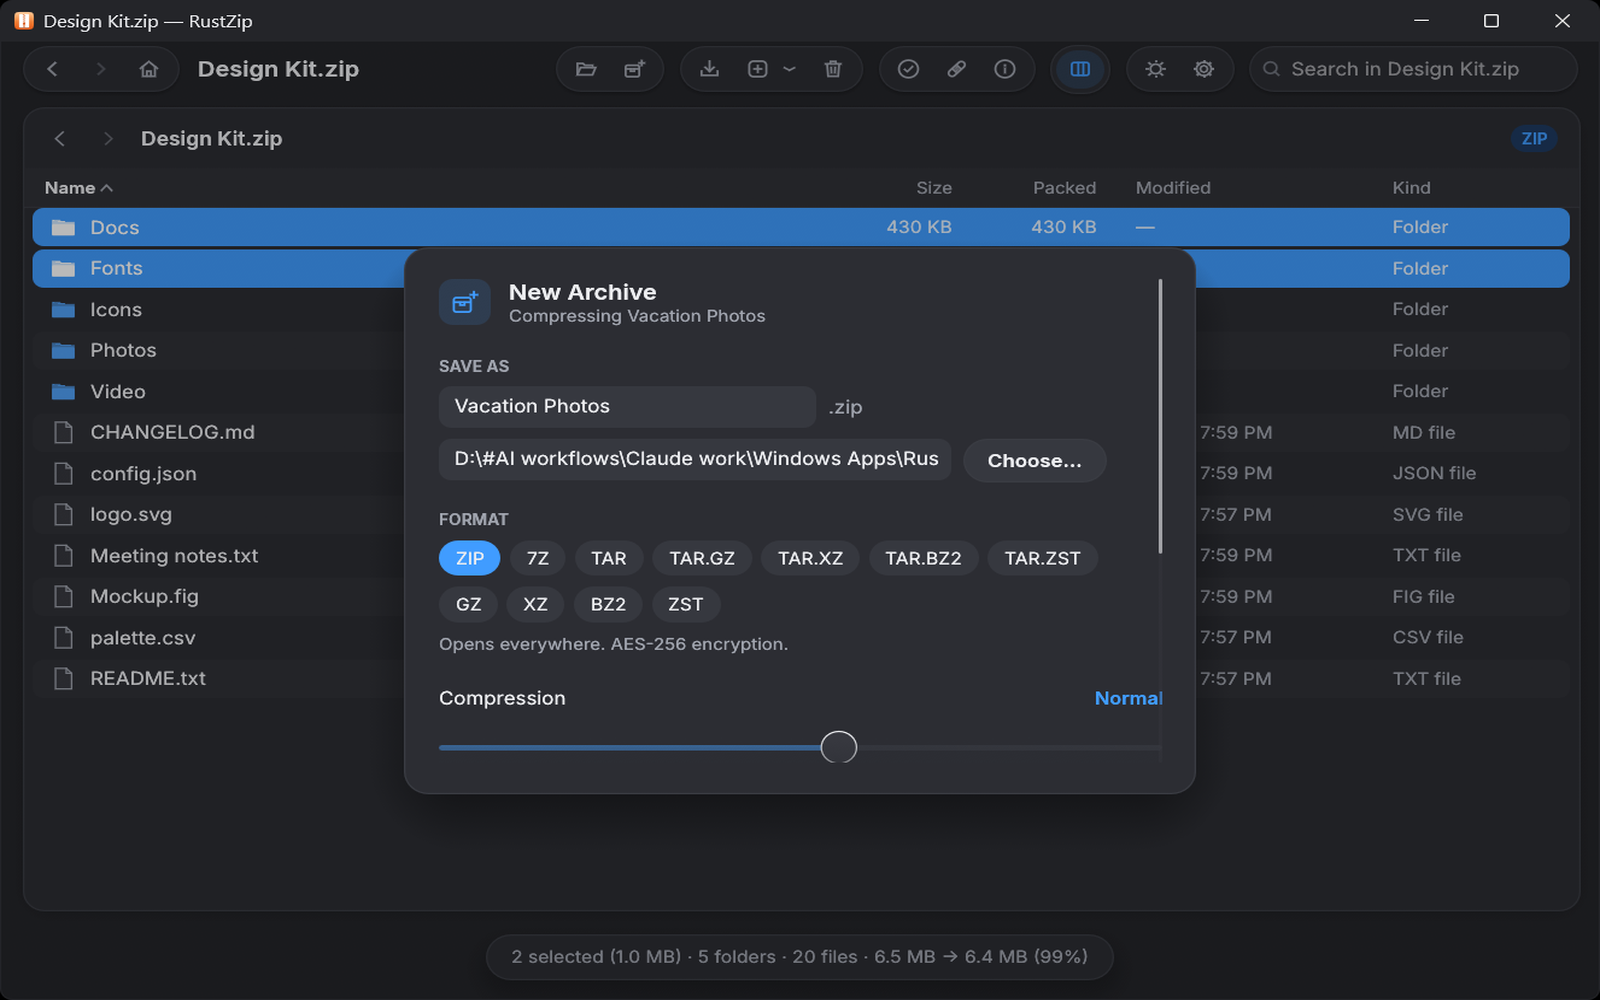 Design Kit.zip — RustZip
Design Kit.zip
Search in Design Kit.zip
Design Kit.zip
ZIP
Name Size Packed Modified Kind
Docs 430 KB 430 KB — Folder
Fonts Folder
Icons Folder
Photos Folder
Video Folder
CHANGELOG.md 7:59 PM MD file
config.json 7:59 PM JSON file
logo.svg 7:57 PM SVG file
Meeting notes.txt 7:59 PM TXT file
Mockup.fig 7:59 PM FIG file
palette.csv 7:57 PM CSV file
README.txt 7:57 PM TXT file
New Archive
Compressing Vacation Photos
SAVE AS
Vacation Photos .zip
D:\#AI workflows\Claude work\Windows Apps\Rus Choose...
FORMAT
ZIP 7Z TAR TAR.GZ TAR.XZ TAR.BZ2 TAR.ZST
GZ XZ BZ2 ZST
Opens everywhere. AES-256 encryption.
Compression Normal
2 selected (1.0 MB) · 5 folders · 20 files · 6.5 MB → 6.4 MB (99%)